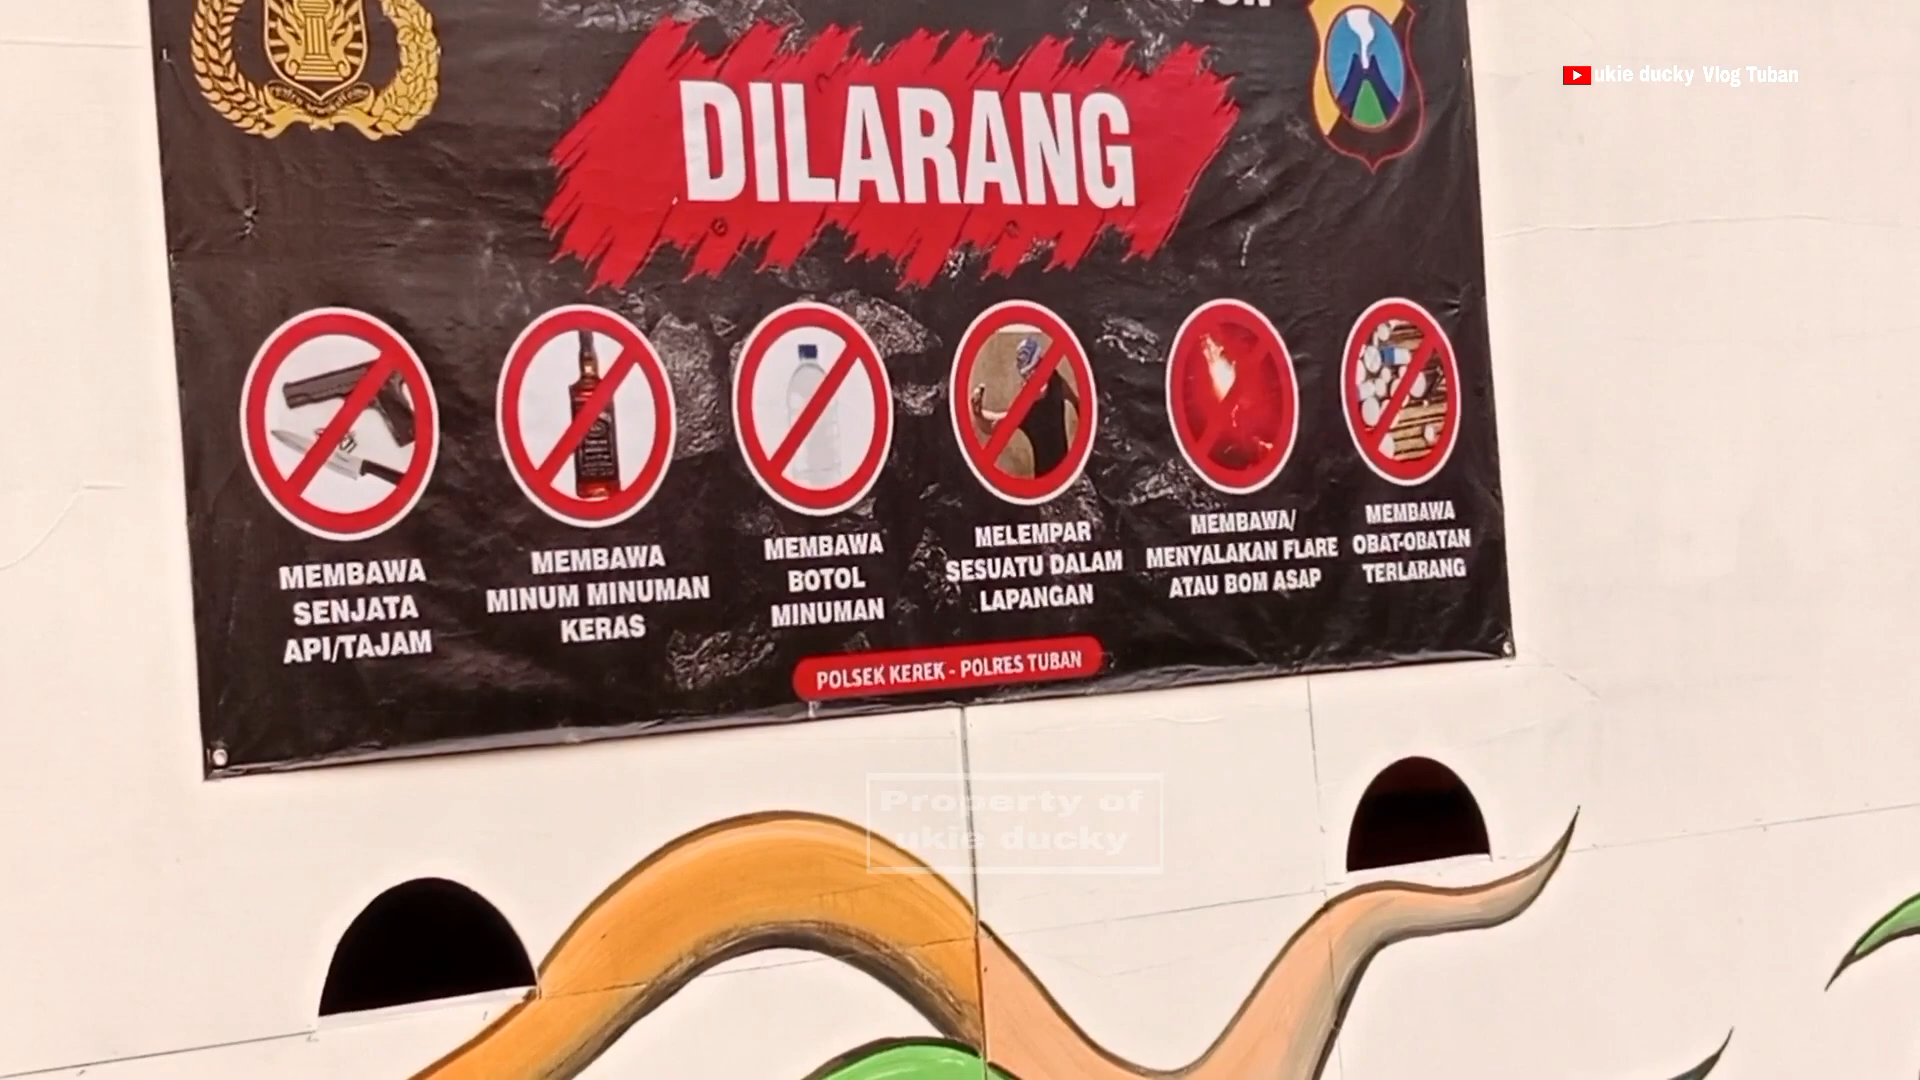 ukie ducky Vlog Tuban
DILARANG
MEMBAWA
SENJATA
API/TAJAM
MEMBAWA
MINUM MINUMAN
KERAS
MEMBAWA
BOTOL
MINUMAN
MELEMPAR
SESUATU DALAM
LAPANGAN
MEMBAWA/
MENYALAKAN FLARE
ATAU BOM ASAP
MEMBAWA
OBAT-OBATAN
TERLARANG
POLSEK KEREK - POLRES TUBAN
Property of
ukie ducky